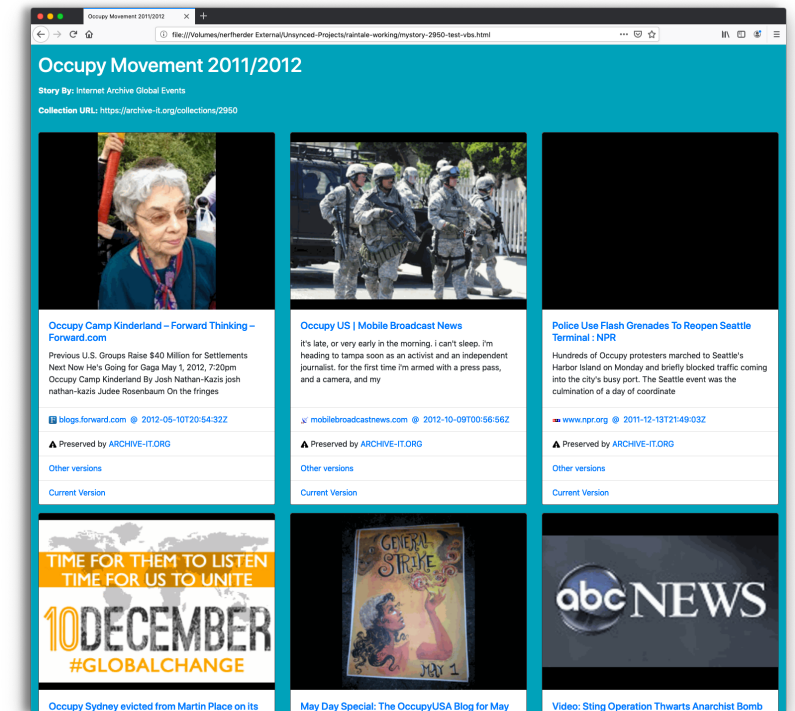 Occupy Movement 2011/2012
file:///Volumes/nerfherder External/Unsynced-Projects/raintale-working/mystory-2950-test-vbs.html
Occupy Movement 2011/2012
Story By: Internet Archive Global Events
Collection URL: https://archive-it.org/collections/2950
Occupy Camp Kinderland – Forward Thinking –
Forward.com
Previous U.S. Groups Raise $40 Million for Settlements
Next Now He's Going for Gaga May 1, 2012, 7:20pm
Occupy Camp Kinderland By Josh Nathan-Kazis josh
nathan-kazis Judee Rosenbaum On the fringes
blogs.forward.com @ 2012-05-10T20:54:32Z
Preserved by ARCHIVE-IT.ORG
Other versions
Current Version
Occupy US | Mobile Broadcast News
it's late, or very early in the morning. i can't sleep. i'm
heading to tampa soon as an activist and an independent
journalist. for the first time i'm armed with a press pass,
and a camera, and my
mobilebroadcastnews.com @ 2012-10-09T00:56:56Z
Preserved by ARCHIVE-IT.ORG
Other versions
Current Version
Police Use Flash Grenades To Reopen Seattle
Terminal : NPR
Hundreds of Occupy protesters marched to Seattle's
Harbor Island on Monday and briefly blocked traffic coming
into the city's busy port. The Seattle event was the
culmination of a day of coordinate
www.npr.org @ 2011-12-13T21:49:03Z
Preserved by ARCHIVE-IT.ORG
Other versions
Current Version
TIME FOR THEM TO LISTEN
TIME FOR US TO UNITE
10DECEMBER
#GLOBALCHANGE
Occupy Sydney evicted from Martin Place on its
GENERAL
STRIKE
MAY 1
May Day Special: The OccupyUSA Blog for May
abc NEWS
Video: Sting Operation Thwarts Anarchist Bomb